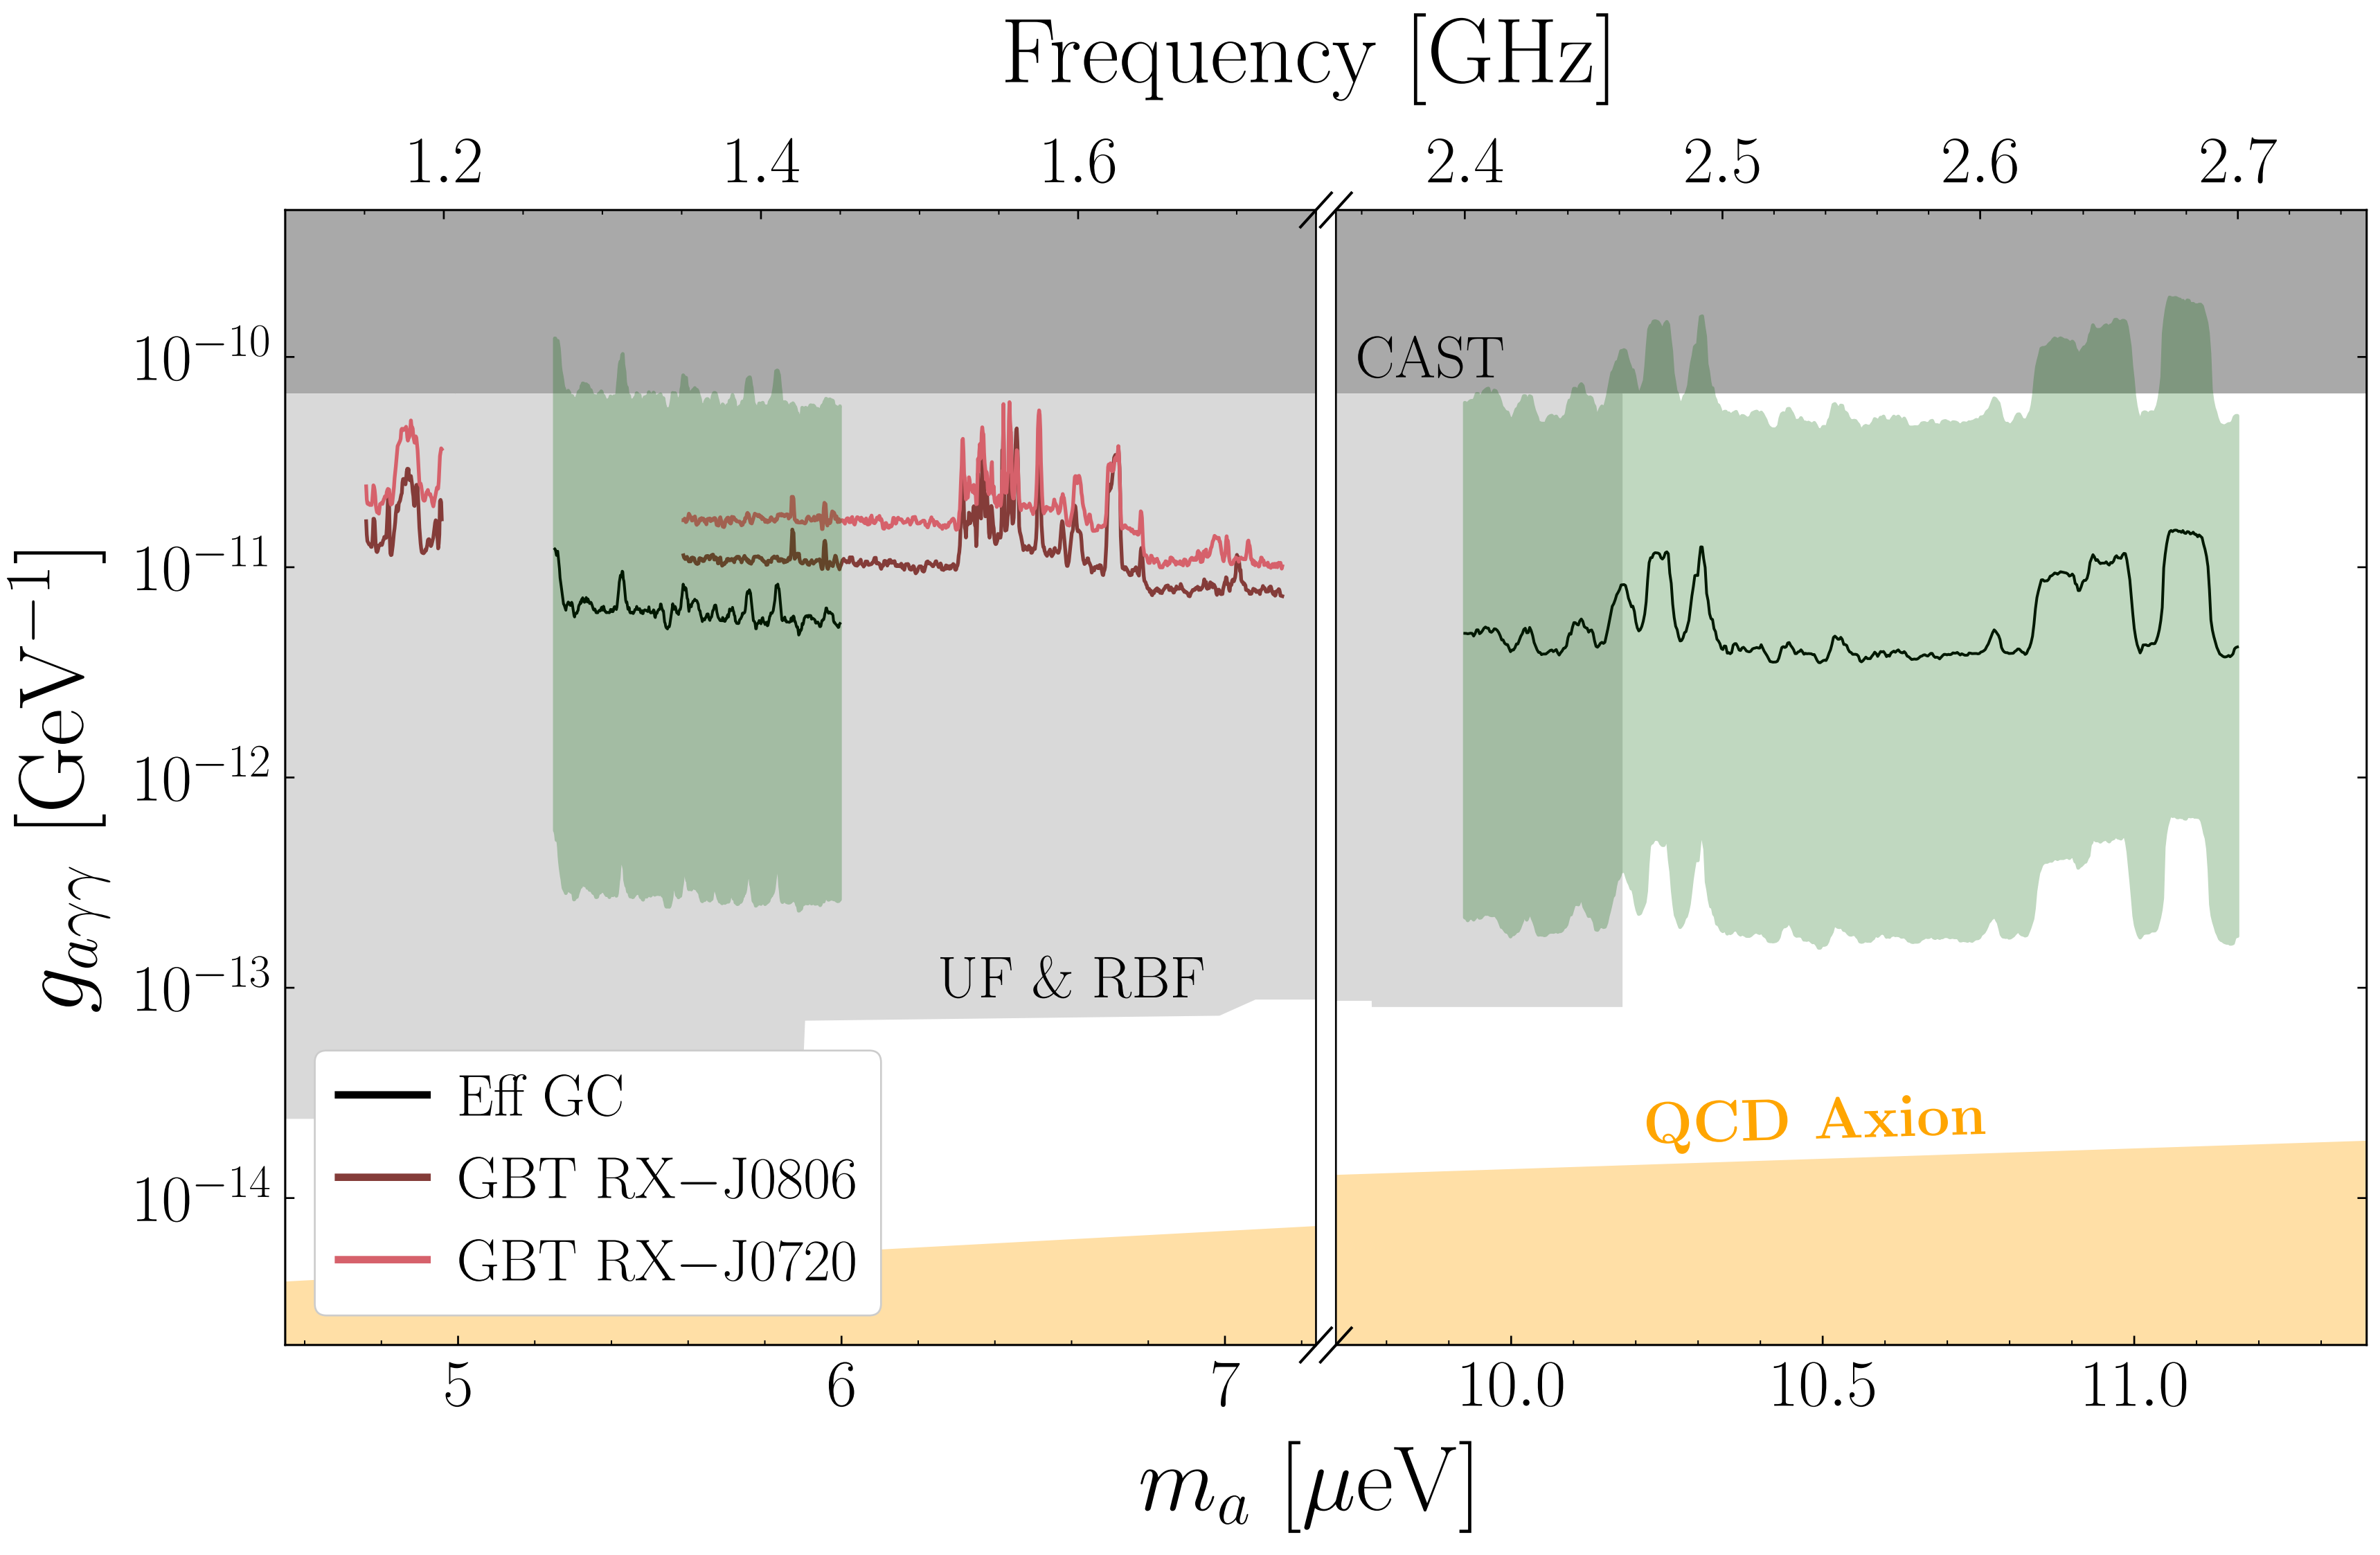 Frequency [GHz]
1.2 1.4 1.6 2.4 2.5 2.6 2.7
10−10
CAST
10−11
gaγγ [GeV−1]
10−12
10−13
UF & RBF
10−14
QCD Axion
Eff GC
GBT RX−J0806
GBT RX−J0720
5 6 7 10.0 10.5 11.0
ma [μeV]